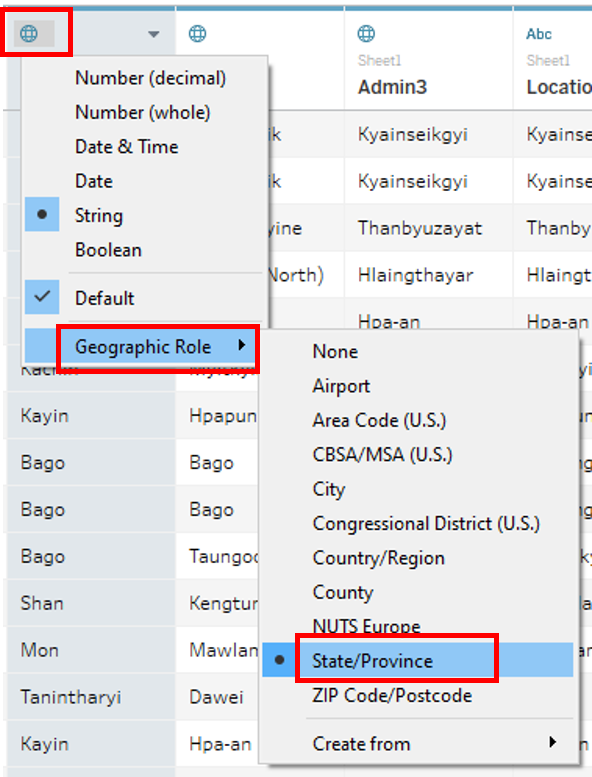 Abc
Sheet1
Sheet1
Admin3
Locatio
Number (decimal)
Number (whole)
Date & Time
Date
String
Boolean
Default
Geographic Role
ik
Kyainseikgyi
Kyainse
ik
Kyainseikgyi
Kyainse
yine
Thanbyuzayat
Thanby
North)
Hlaingthayar
Hlaingt
Hpa-an
Hpa-an
None
Airport
Area Code (U.S.)
CBSA/MSA (U.S.)
City
Congressional District (U.S.)
Country/Region
County
NUTS Europe
State/Province
ZIP Code/Postcode
Create from
Kayin
Hpapun
Bago
Bago
Bago
Bago
Bago
Taungoo
Shan
Kengtun
Mon
Mawlan
Tanintharyi
Dawei
Kayin
Hpa-an